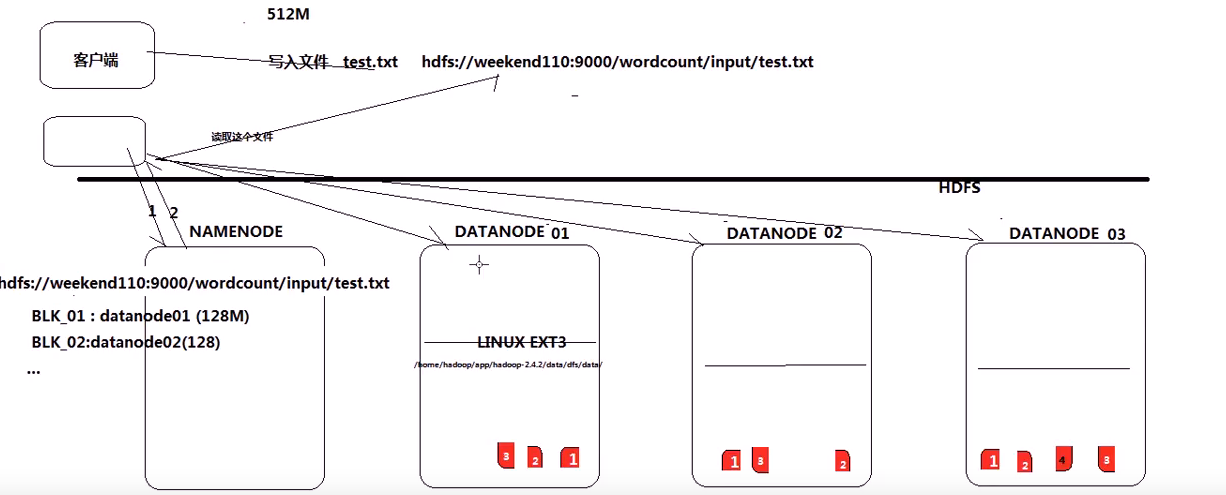 512M
客户端
写入文件 test.txt hdfs://weekend110:9000/wordcount/input/test.txt
读取这个文件
HDFS
1 2
NAMENODE
DATANODE 01
DATANODE 02
DATANODE 03
hdfs://weekend110:9000/wordcount/input/test.txt
BLK_01 : datanode01 (128M)
BLK_02:datanode02(128)
...
LINUX EXT3
/home/hadoop/app/hadoop-2.4.2/data/dfs/data/
3 2 1
1 3 2
1 2 4 3